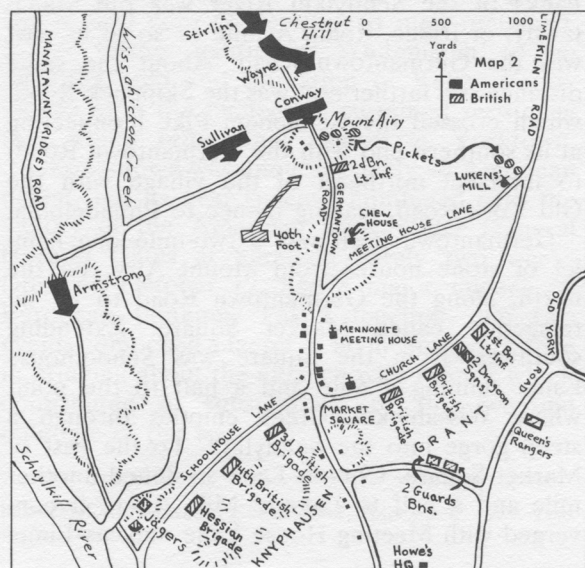 Chestnut
Hill
Stirling
Wayne
Conway
Sullivan
Mount Airy
Pickets
0 500 1000
Yards
Map 2
Americans
British
LIMEKILN ROAD
MANATAWNY (RIDGE) ROAD
Wissahickon Creek
2d Bn.
Lt. Inf.
LUKENS'
MILL
GERMANTOWN
ROAD
CHEW
HOUSE
MEETING HOUSE LANE
40th
Foot
Armstrong
MENNONITE
MEETING HOUSE
CHURCH LANE
1st Bn.
Lt. Inf.
2 Dragoon
Sqns.
OLD YORK
ROAD
SCHOOLHOUSE LANE
MARKET
SQUARE
British
Brigade
British
Brigade
GRANT
Queen's
Rangers
3d British
Brigade
4th British
Brigade
Hessian
Brigade
KNYPHAUSEN
2 Guards
Bns.
Jägers
Schuylkill
River
Howe's
HQ